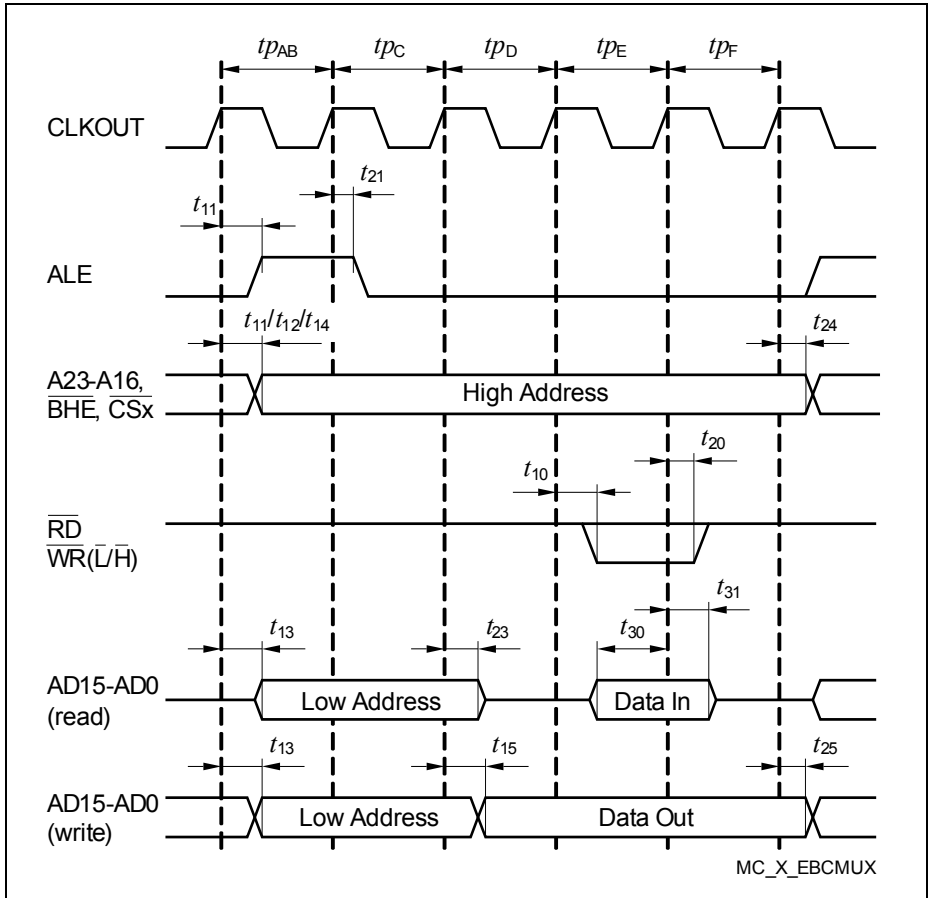 tpAB tpC tpD tpE tpF
CLKOUT
t21
t11
ALE
t11/t12/t14 t24
A23-A16,
BHE, CSx
High Address
t20
t10
RD
WR(L/H)
t31
t13 t23 t30
AD15-AD0
(read)
Low Address Data In
t13 t15 t25
AD15-AD0
(write)
Low Address Data Out
MC_X_EBCMUX